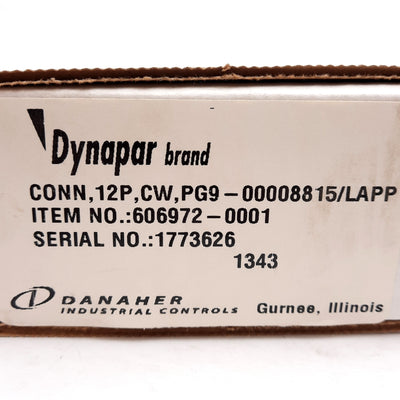 Dynapar brand
CONN,12P,CW,PG9-00008815/LAPP
ITEM NO.:606972-0001
SERIAL NO.:1773626
1343
DANAHER
INDUSTRIAL CONTROLS Gurnee, Illinois